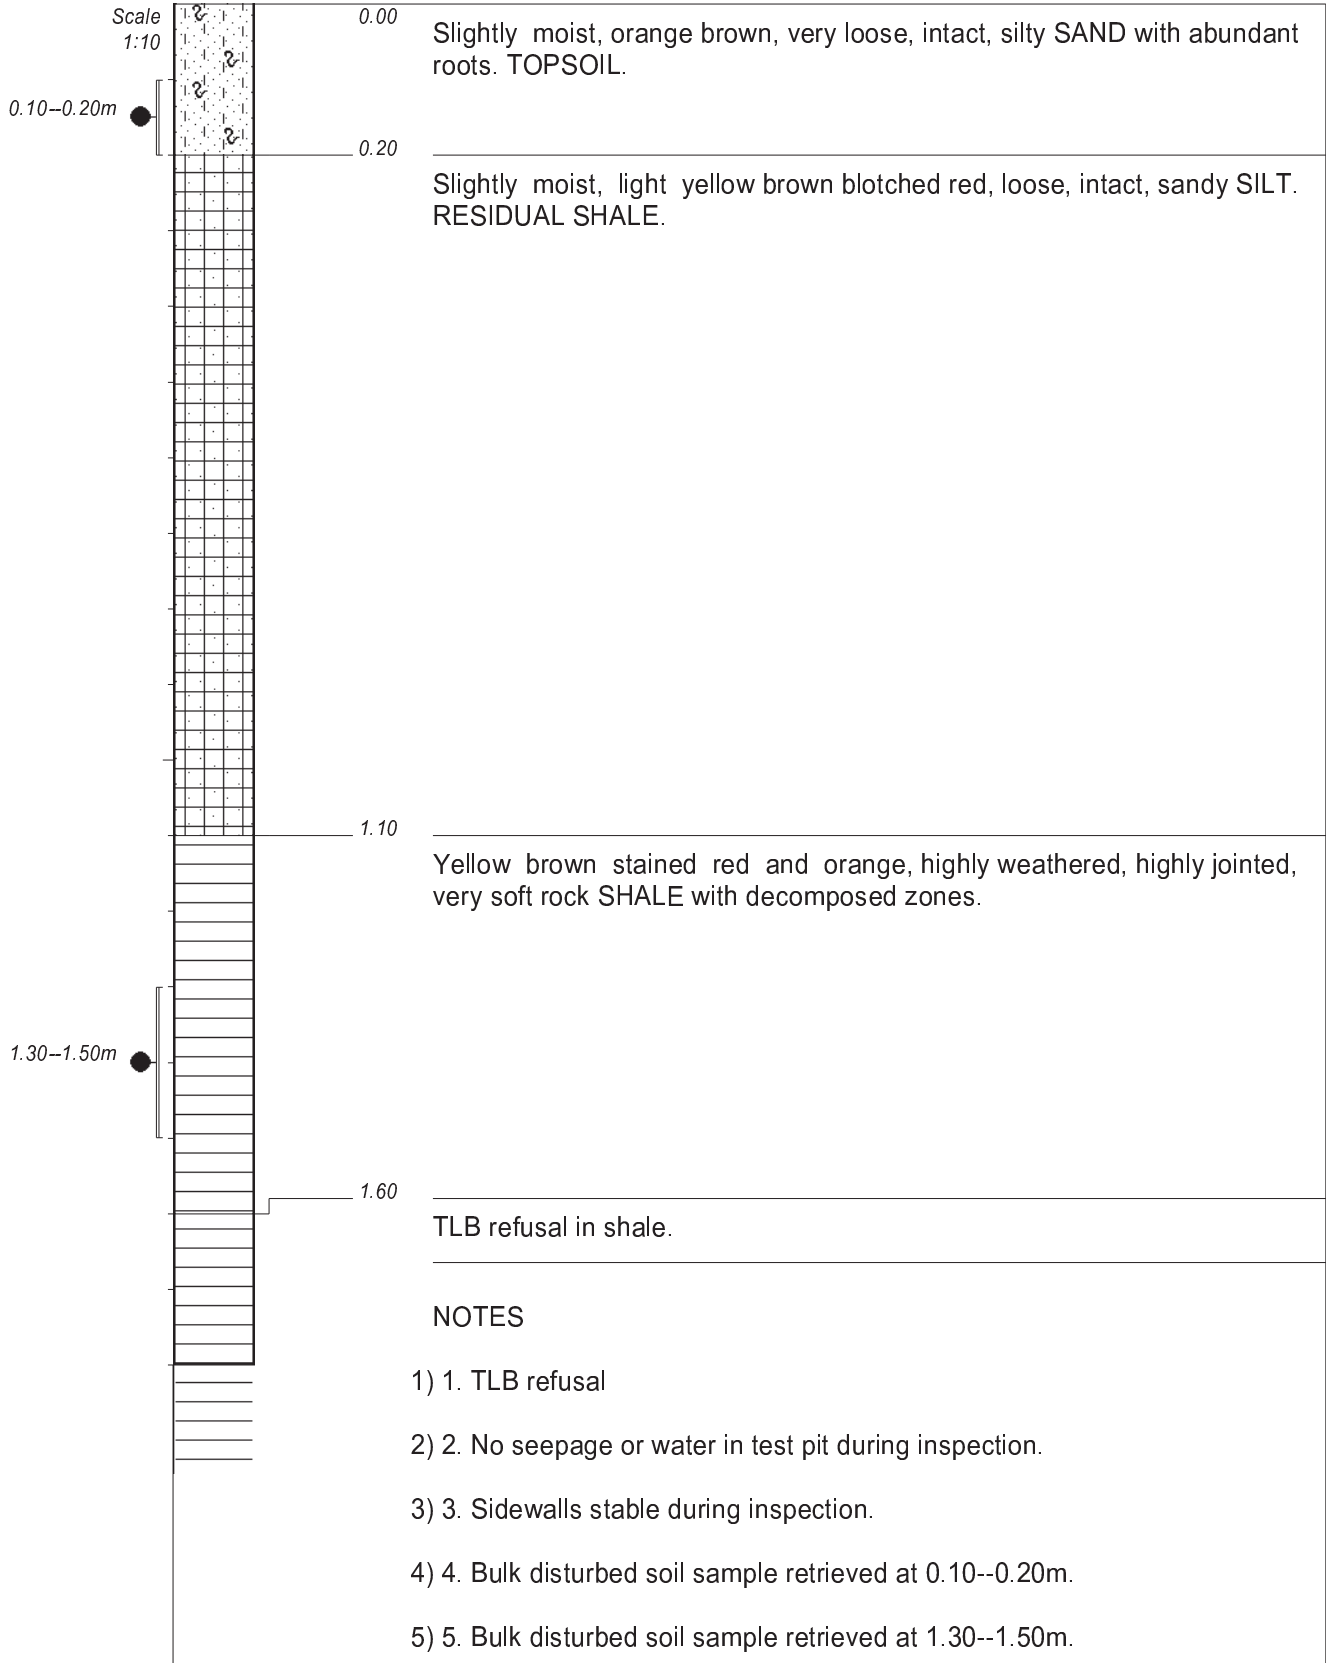 Scale
1:10
0.00
Slightly moist, orange brown, very loose, intact, silty SAND with abundant
roots. TOPSOIL.
0.10--0.20m
0.20
Slightly moist, light yellow brown blotched red, loose, intact, sandy SILT.
RESIDUAL SHALE.
1.10
Yellow brown stained red and orange, highly weathered, highly jointed,
very soft rock SHALE with decomposed zones.
1.30--1.50m
1.60
TLB refusal in shale.
NOTES
1) 1. TLB refusal
2) 2. No seepage or water in test pit during inspection.
3) 3. Sidewalls stable during inspection.
4) 4. Bulk disturbed soil sample retrieved at 0.10--0.20m.
5) 5. Bulk disturbed soil sample retrieved at 1.30--1.50m.